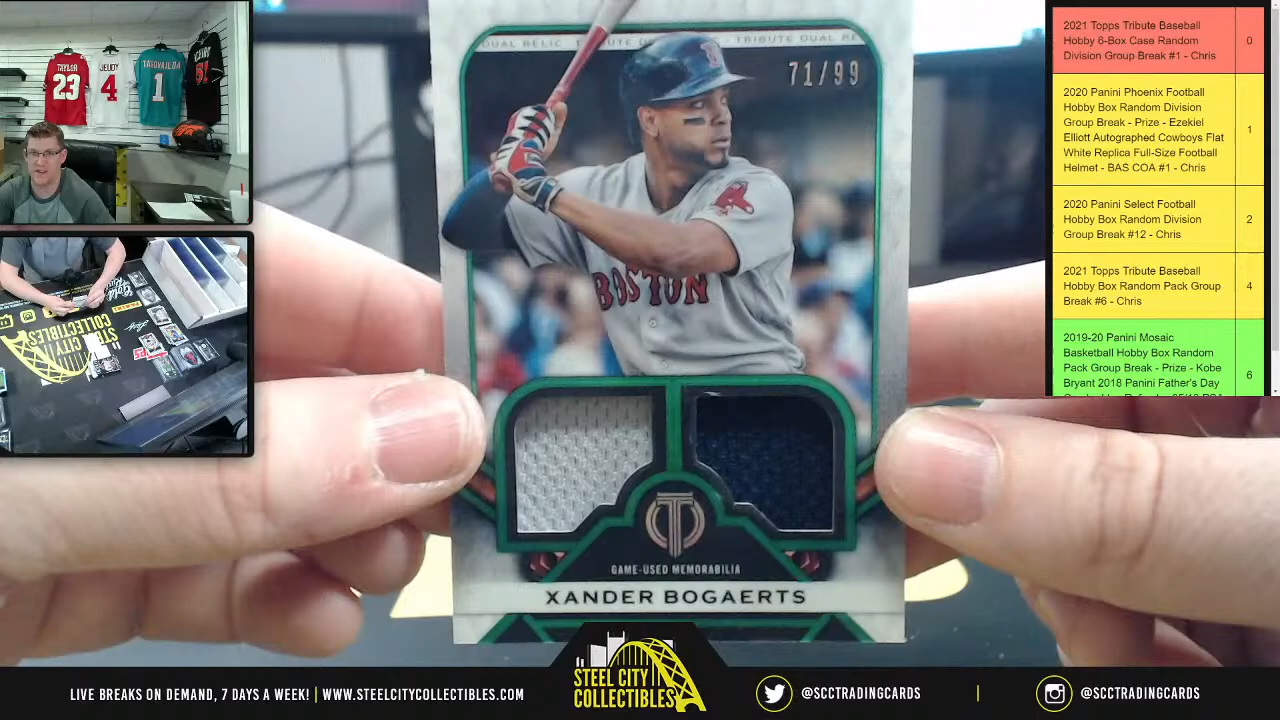 TAYLOR
23
JEUDY
4
TAGOVAILOA
1
51
COLLECTIBLES
STEEL CITY
DUAL RELIC · TRIBUTE DUAL RELIC · TRIBUTE DUAL RE
71/99
BOSTON
GAME-USED MEMORABILIA
XANDER BOGAERTS
2021 Topps Tribute Baseball
Hobby 6-Box Case Random
Division Group Break #1 - Chris
0
2020 Panini Phoenix Football
Hobby Box Random Division
Group Break - Prize - Ezekiel
Elliott Autographed Cowboys Flat
White Replica Full-Size Football
Helmet - BAS COA #1 - Chris
1
2020 Panini Select Football
Hobby Box Random Division
Group Break #12 - Chris
2
2021 Topps Tribute Baseball
Hobby Box Random Pack Group
Break #6 - Chris
4
2019-20 Panini Mosaic
Basketball Hobby Box Random
Pack Group Break - Prize - Kobe
Bryant 2018 Panini Father's Day
6
LIVE BREAKS ON DEMAND, 7 DAYS A WEEK! | WWW.STEELCITYCOLLECTIBLES.COM
STEEL CITY
COLLECTIBLES
@SCCTRADINGCARDS
@SCCTRADINGCARDS